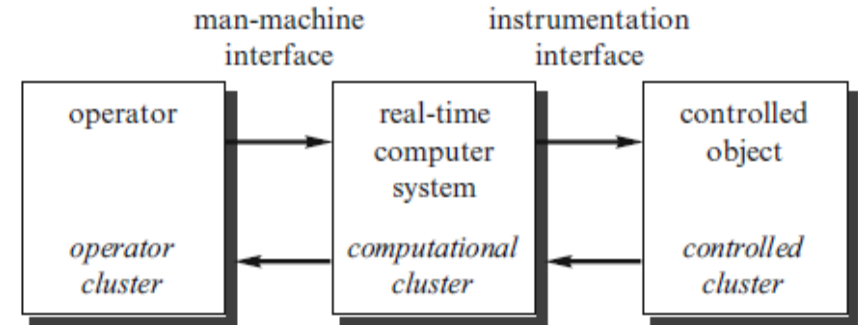 man-machine
interface
instrumentation
interface
operator
operator
cluster
real-time
computer
system
computational
cluster
controlled
object
controlled
cluster